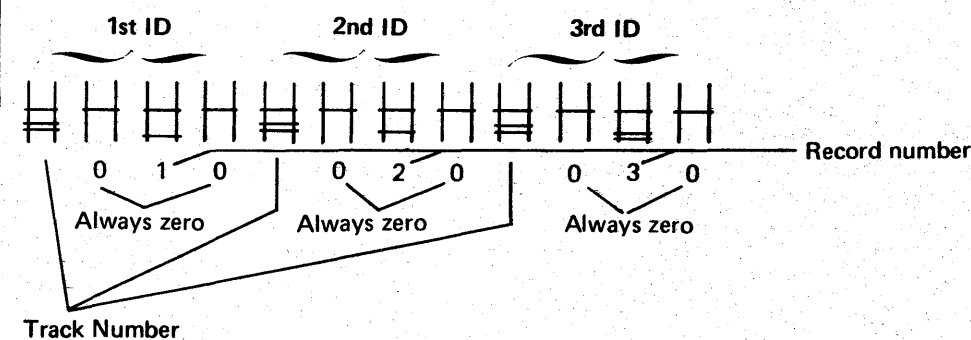 1st ID 2nd ID 3rd ID
Record number
0 1 0 0 2 0 0 3 0
Always zero Always zero Always zero
Track Number